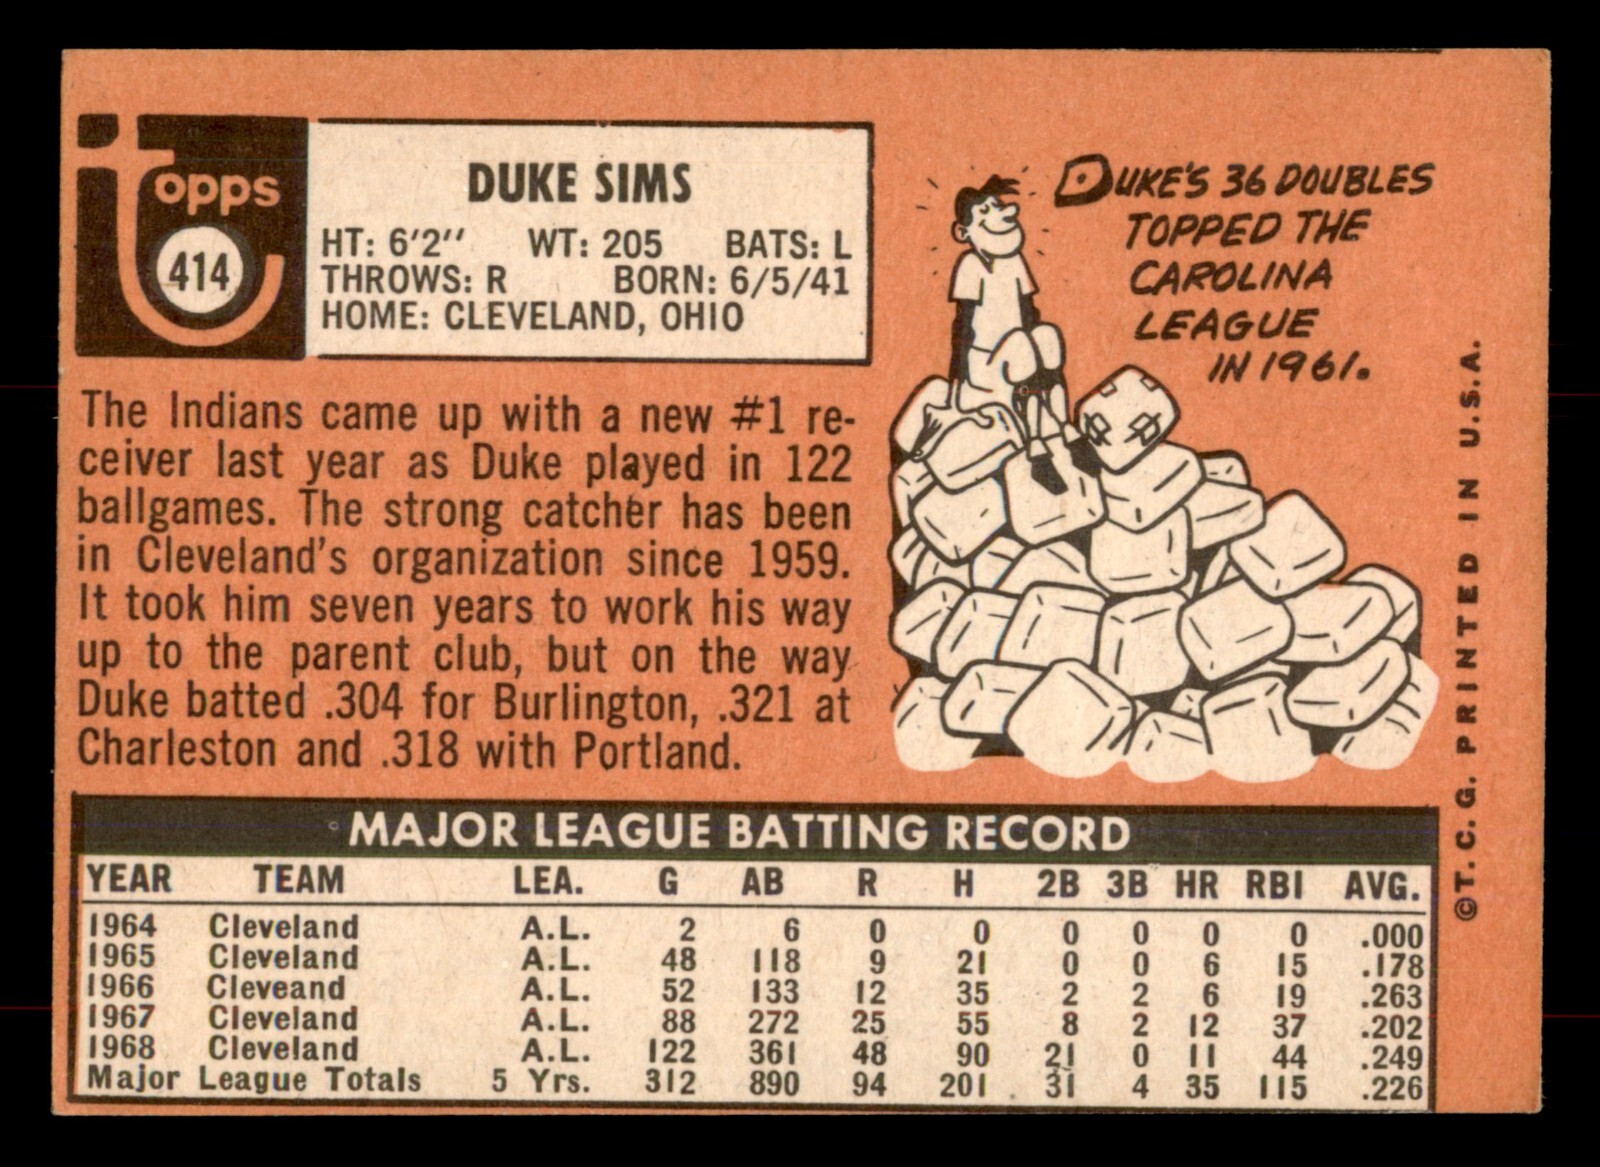 Topps
414
DUKE SIMS
HT: 6'2'' WT: 205 BATS: L
THROWS: R BORN: 6/5/41
HOME: CLEVELAND, OHIO
DUKE'S 36 DOUBLES
TOPPED THE
CAROLINA
LEAGUE
IN 1961.
The Indians came up with a new #1 re-
ceiver last year as Duke played in 122
ballgames. The strong catcher has been
in Cleveland's organization since 1959.
It took him seven years to work his way
up to the parent club, but on the way
Duke batted .304 for Burlington, .321 at
Charleston and .318 with Portland.
MAJOR LEAGUE BATTING RECORD
YEAR TEAM LEA. G AB R H 2B 3B HR RBI AVG.
1964 Cleveland A.L. 2 6 0 0 0 0 0 0 .000
1965 Cleveland A.L. 48 118 9 21 0 0 6 15 .178
1966 Cleveand A.L. 52 133 12 35 2 2 6 19 .263
1967 Cleveland A.L. 88 272 25 55 8 2 12 37 .202
1968 Cleveland A.L. 122 361 48 90 21 0 11 44 .249
Major League Totals 5 Yrs. 312 890 94 201 31 4 35 115 .226
©T.C.G. PRINTED IN U.S.A.